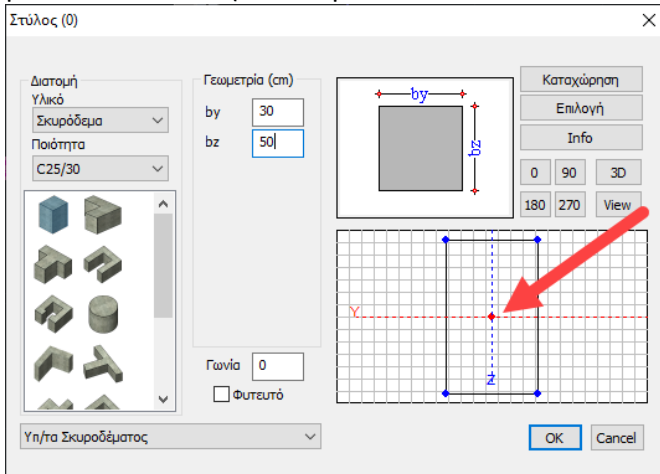 Στύλος (0)
Διατομή
Υλικό
Σκυρόδεμα
Ποιότητα
C25/30
Γεωμετρία (cm)
by 30
bz 50
Γωνία 0
Φυτευτό
by
bz
Καταχώρηση
Επιλογή
Info
0 90 3D
180 270 View
Y
Z
Υπ/τα Σκυροδέματος
OK Cancel